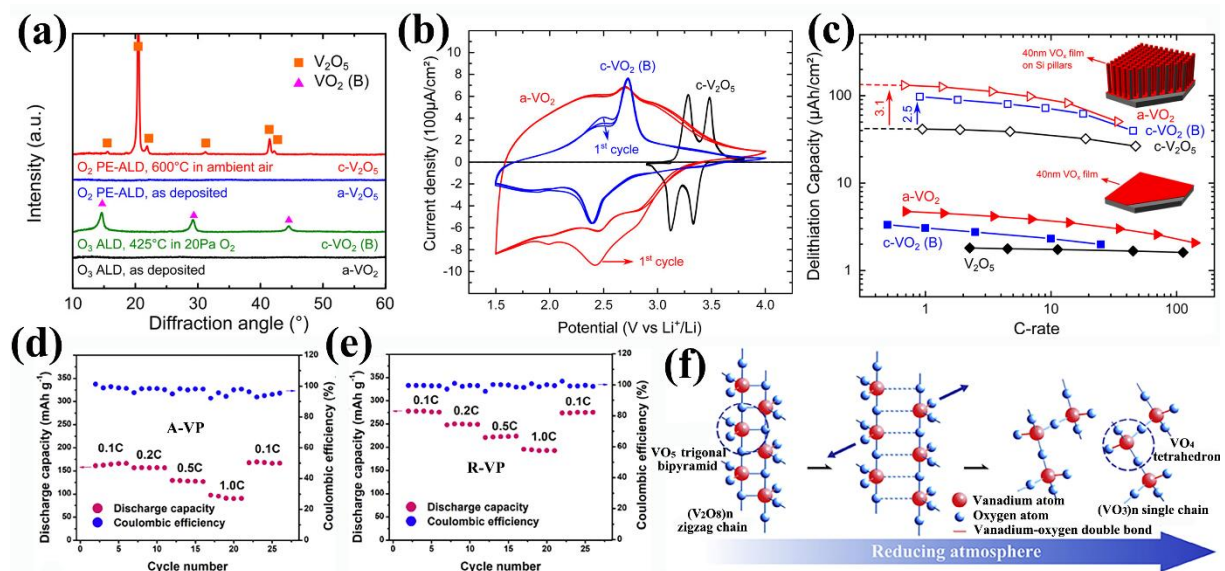 (a)
V₂O₅
VO₂ (B)
O₂ PE-ALD, 600°C in ambient air
c-V₂O₅
O₂ PE-ALD, as deposited
a-V₂O₅
O₃ ALD, 425°C in 20Pa O₂
c-VO₂ (B)
O₃ ALD, as deposited
a-VO₂
Intensity (a.u.)
10 20 30 40 50 60
Diffraction angle (°)
(b)
c-VO₂ (B)
c-V₂O₅
a-VO₂
1st cycle
1st cycle
Current density (100µA/cm²)
10
8
6
4
2
0
-2
-4
-6
-8
-10
1.5 2.0 2.5 3.0 3.5 4.0
Potential (V vs Li⁺/Li)
(c)
40nm VOₓ film
on Si pillars
3.1
2.5
a-VO₂
c-VO₂ (B)
c-V₂O₅
40nm VOₓ film
a-VO₂
c-VO₂ (B)
V₂O₅
Delithiation Capacity (µAh/cm²)
100
10
1
1 10 100
C-rate
(d)
Discharge capacity (mAh g⁻¹)
350
300
250
200
150
100
50
0
A-VP
0.1C
0.2C
0.5C
1.0C
0.1C
Discharge capacity
Coulombic efficiency
0 5 10 15 20 25
Cycle number
120
100
80
60
40
20
0
Coulombic efficiency (%)
(e)
Discharge capacity (mAh g⁻¹)
350
300
250
200
150
100
50
0
0.1C
0.2C
0.5C
1.0C
0.1C
R-VP
Discharge capacity
Coulombic efficiency
0 5 10 15 20 25
Cycle number
120
100
80
60
40
20
0
Coulombic efficiency (%)
(f)
VO₅ trigonal
bipyramid
(V₂O₈)n
zigzag chain
VO₄
tetrahedron
(VO₃)n single chain
Vanadium atom
Oxygen atom
Vanadium-oxygen double bond
Reducing atmosphere